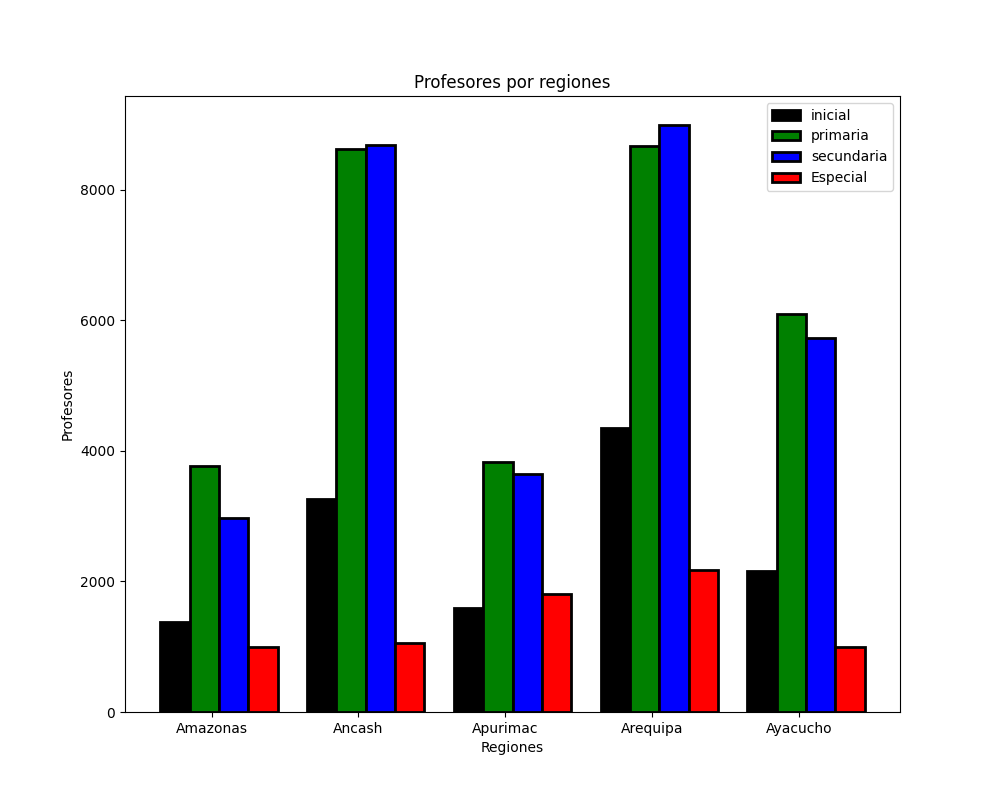 Profesores por regiones
inicial
primaria
secundaria
Especial
8000
6000
4000
2000
0
Profesores
Amazonas Ancash Apurimac Arequipa Ayacucho
Regiones